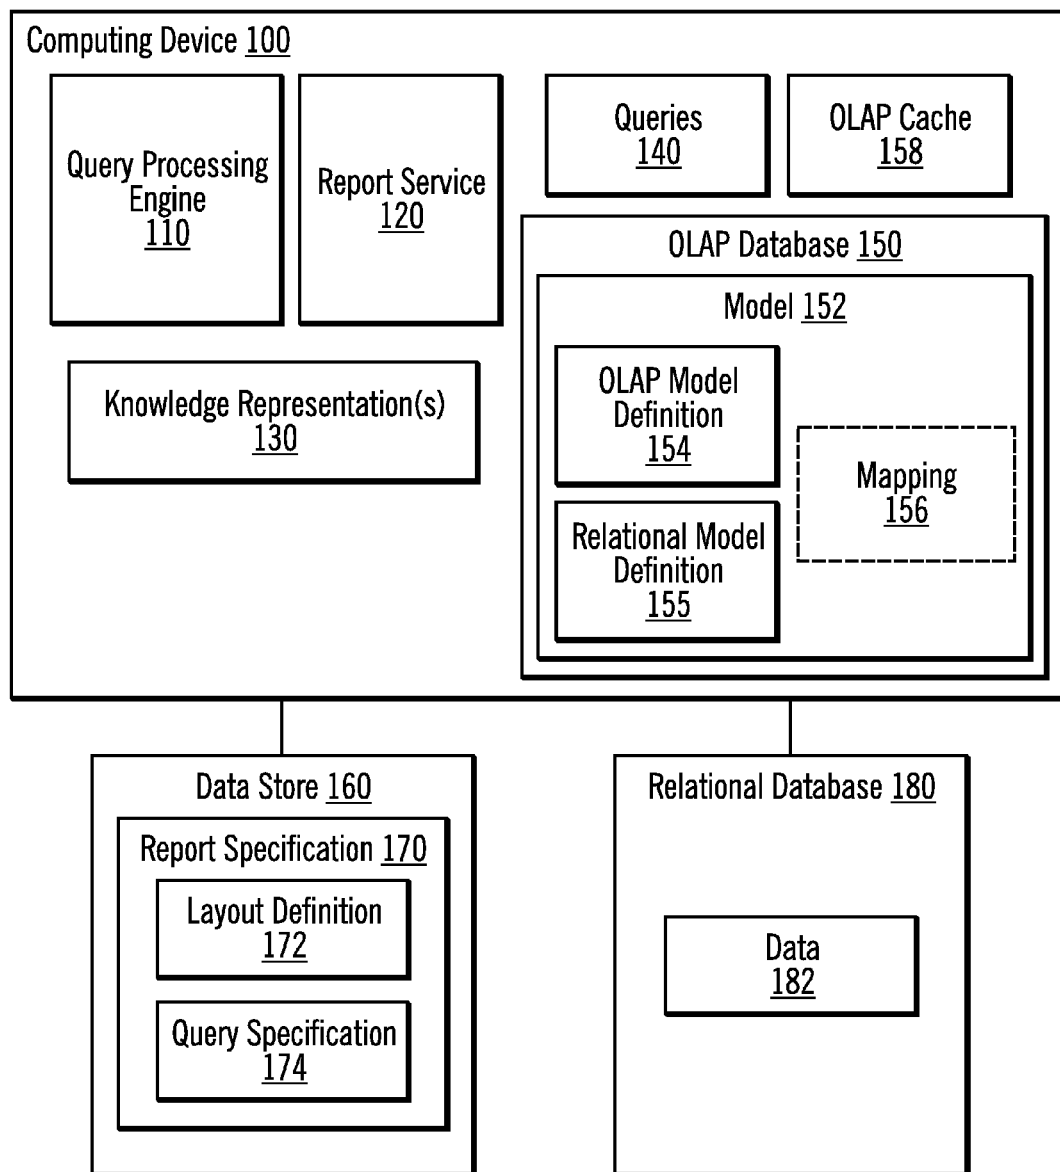 Computing Device 100
Query Processing
Engine
110
Report Service
120
Queries
140
OLAP Cache
158
OLAP Database 150
Model 152
OLAP Model
Definition
154
Mapping
156
Relational Model
Definition
155
Knowledge Representation(s)
130
Data Store 160
Report Specification 170
Layout Definition
172
Query Specification
174
Relational Database 180
Data
182